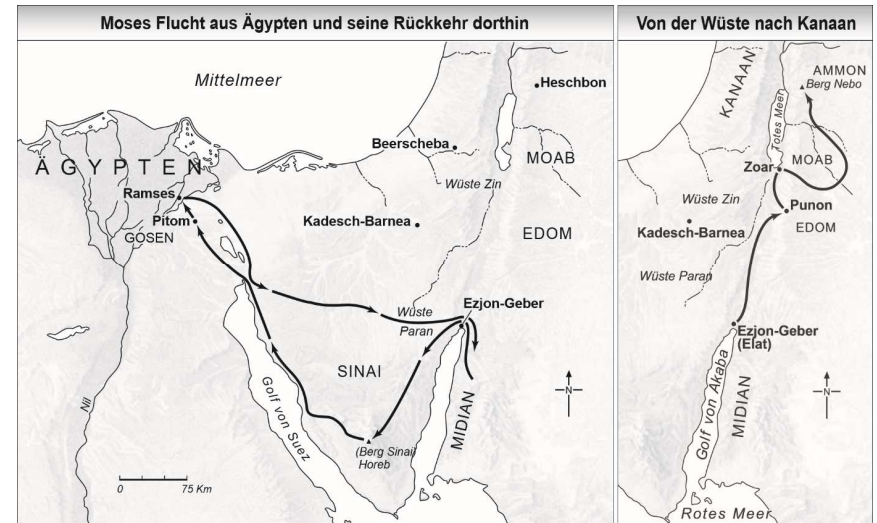 Moses Flucht aus Ägypten und seine Rückkehr dorthin
Mittelmeer
Heschbon
Beerscheba
MOAB
ÄGYPTEN
Wüste Zin
Ramses
Pitom
Kadesch-Barnea
GOSEN
EDOM
Ezjon-Geber
Wüste
Paran
SINAI
Golf von Suez
MIDIAN
Nil
(Berg Sinai)
Horeb
N
0 75 Km
Von der Wüste nach Kanaan
KANAAN
AMMON
Berg Nebo
Totes Meer
MOAB
Zoar
Wüste Zin
Punon
Kadesch-Barnea
EDOM
Wüste Paran
Ezjon-Geber
(Elat)
Golf von Akaba
MIDIAN
N
Rotes Meer